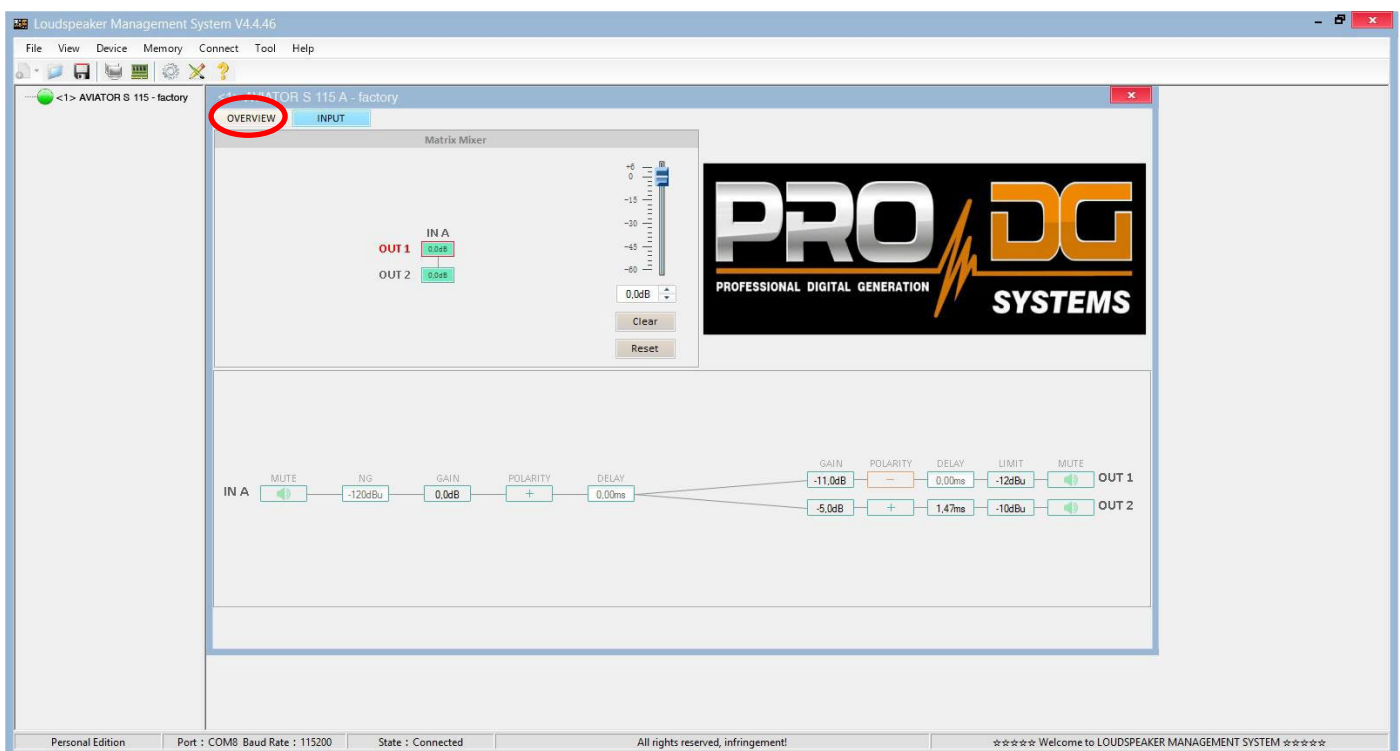 Loudspeaker Management System V4.4.46
File View Device Memory Connect Tool Help
<1> AVIATOR S 115 - factory
<1> AVIATOR S 115 A - factory
OVERVIEW INPUT
Matrix Mixer
+6
0
-15
-30
-45
-60
IN A
OUT 1 0,0dB
OUT 2 0,0dB
0,0dB
Clear
Reset
PRO DG
PROFESSIONAL DIGITAL GENERATION
SYSTEMS
MUTE NG GAIN POLARITY DELAY
IN A -120dBu 0,0dB + 0,00ms
GAIN POLARITY DELAY LIMIT MUTE
-11,0dB - 0,00ms -12dBu OUT 1
-5,0dB + 1,47ms -10dBu OUT 2
Personal Edition Port : COM8 Baud Rate : 115200 State : Connected All rights reserved, infringement! ☆☆☆☆☆ Welcome to LOUDSPEAKER MANAGEMENT SYSTEM ☆☆☆☆☆